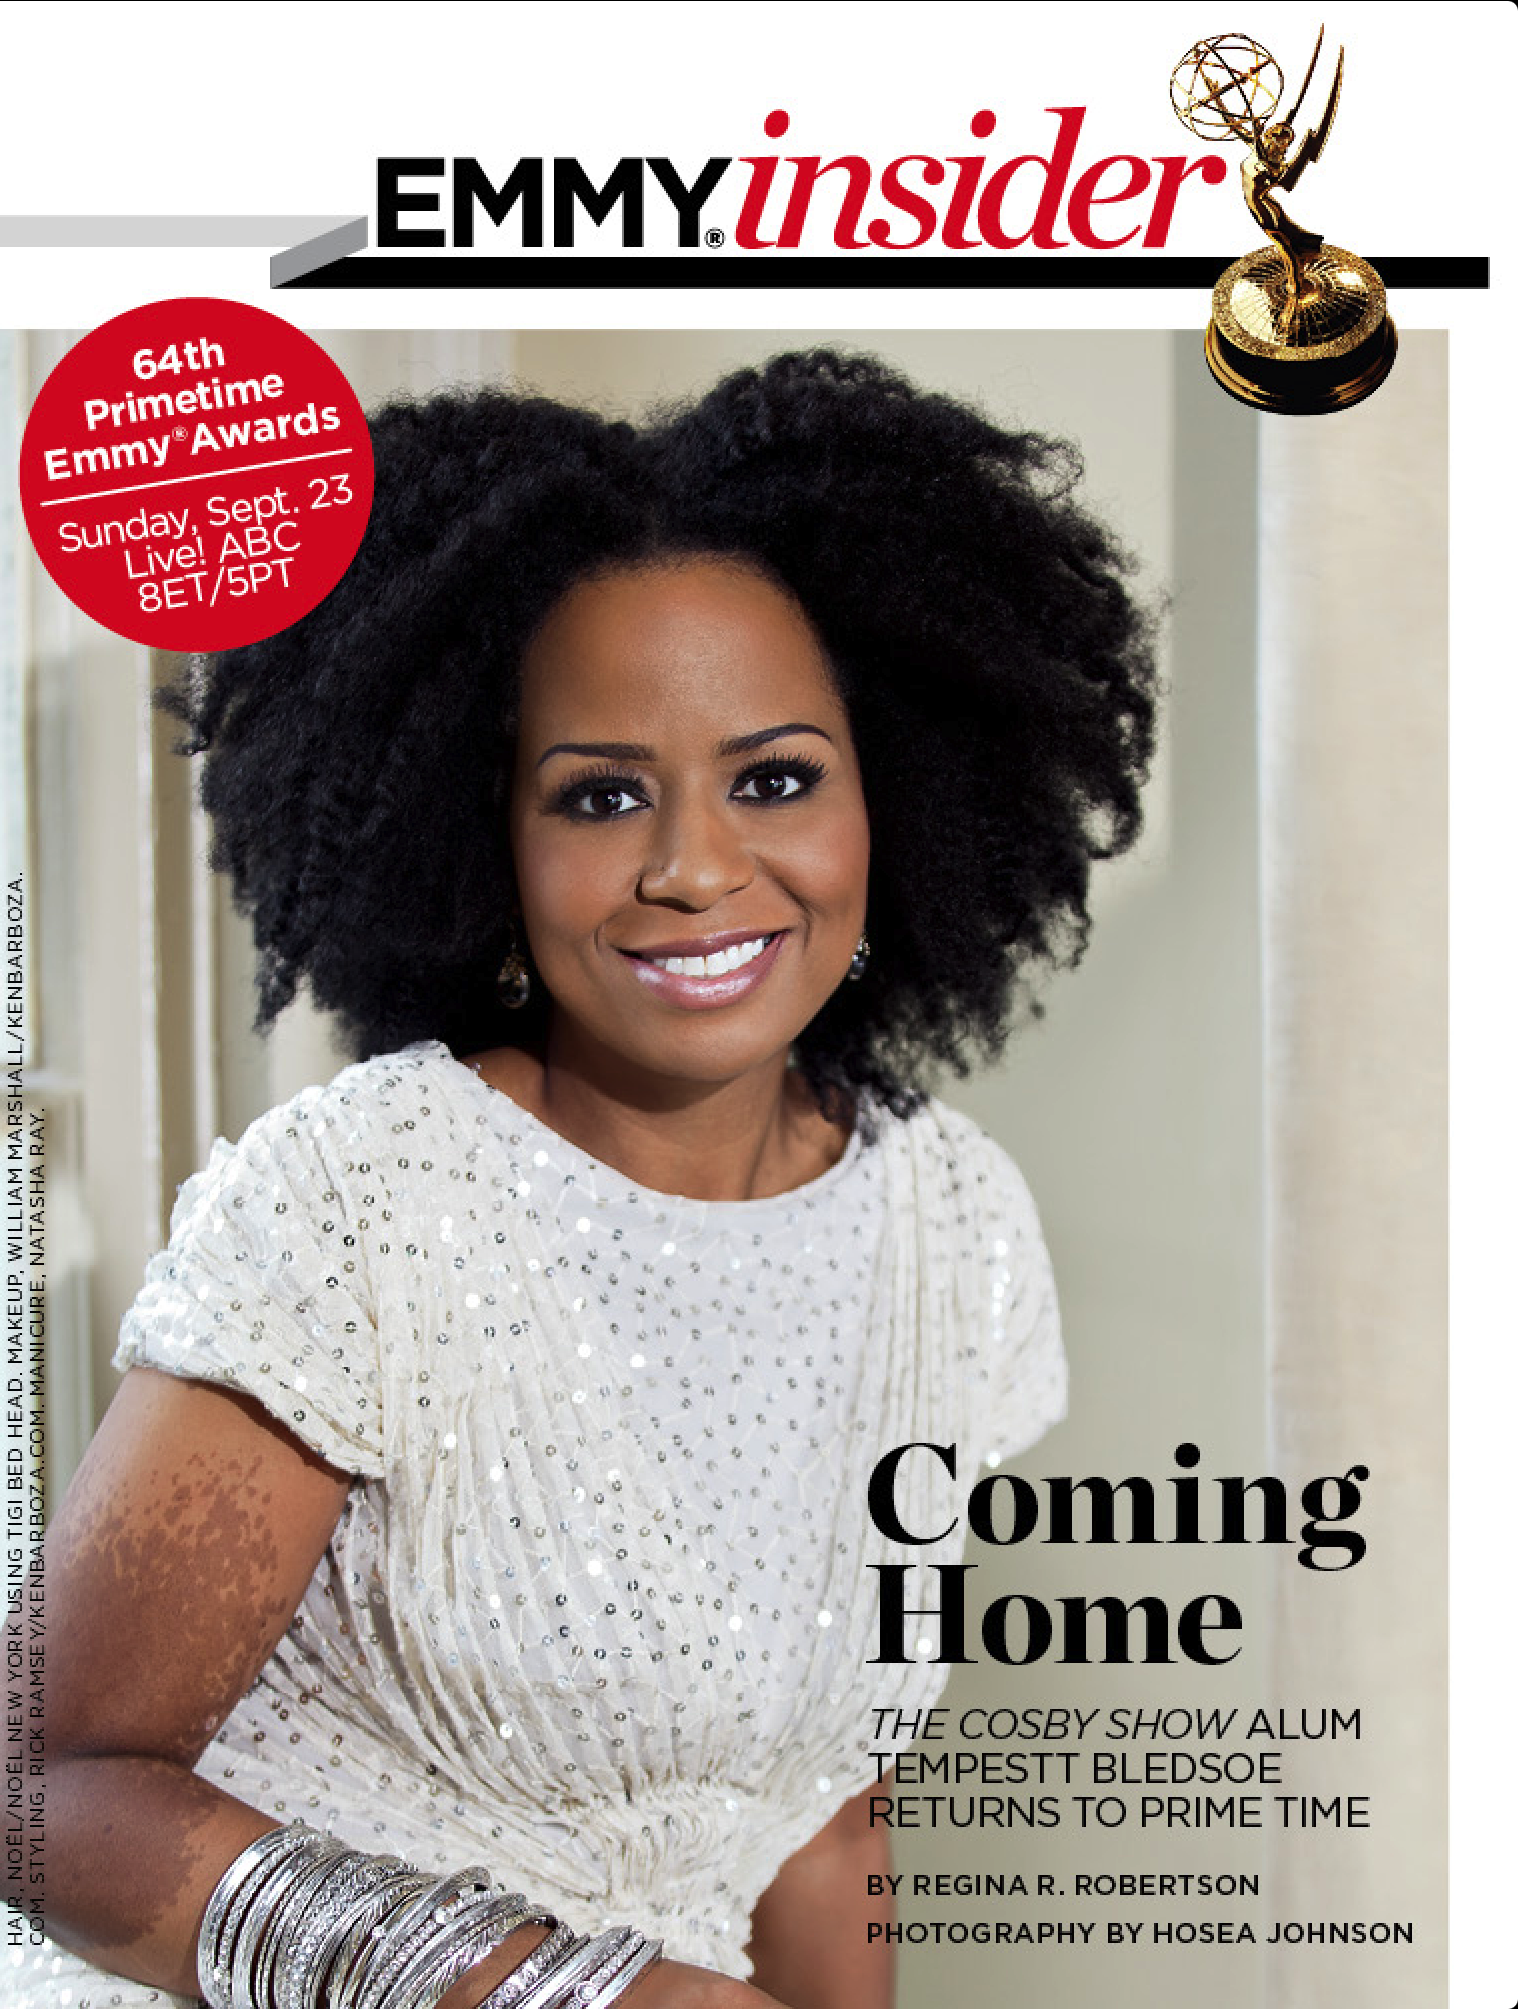 EMMY® insider
64th
Primetime
Emmy® Awards
Sunday, Sept. 23
Live! ABC
8ET/5PT
HAIR, NOËL/NOËL NEW YORK USING TIGI BED HEAD. MAKEUP, WILLIAM MARSHALL/KENBARBOZA.
COM. STYLING, RICK RAMSEY/KENBARBOZA.COM. MANICURE, NATASHA RAY.
Coming
Home
THE COSBY SHOW ALUM
TEMPESTT BLEDSOE
RETURNS TO PRIME TIME
BY REGINA R. ROBERTSON
PHOTOGRAPHY BY HOSEA JOHNSON